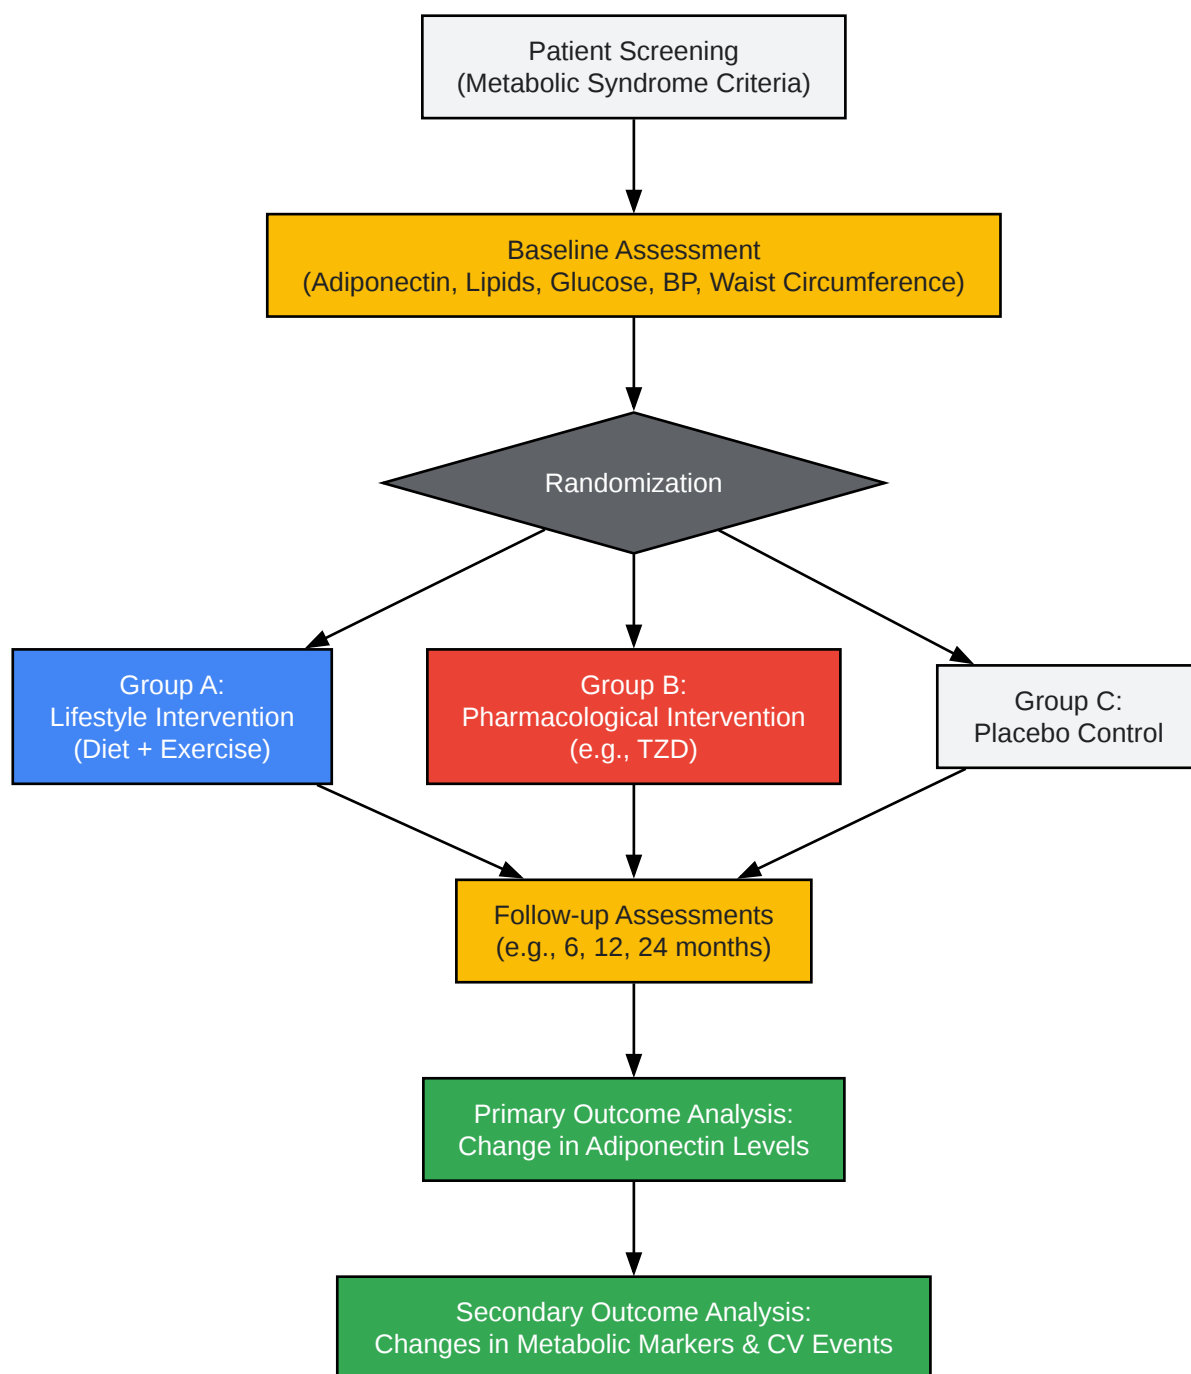 Patient Screening
(Metabolic Syndrome Criteria)
Baseline Assessment
(Adiponectin, Lipids, Glucose, BP, Waist Circumference)
Randomization
Group A:
Lifestyle Intervention
(Diet + Exercise)
Group B:
Pharmacological Intervention
(e.g., TZD)
Group C:
Placebo Control
Follow-up Assessments
(e.g., 6, 12, 24 months)
Primary Outcome Analysis:
Change in Adiponectin Levels
Secondary Outcome Analysis:
Changes in Metabolic Markers & CV Events